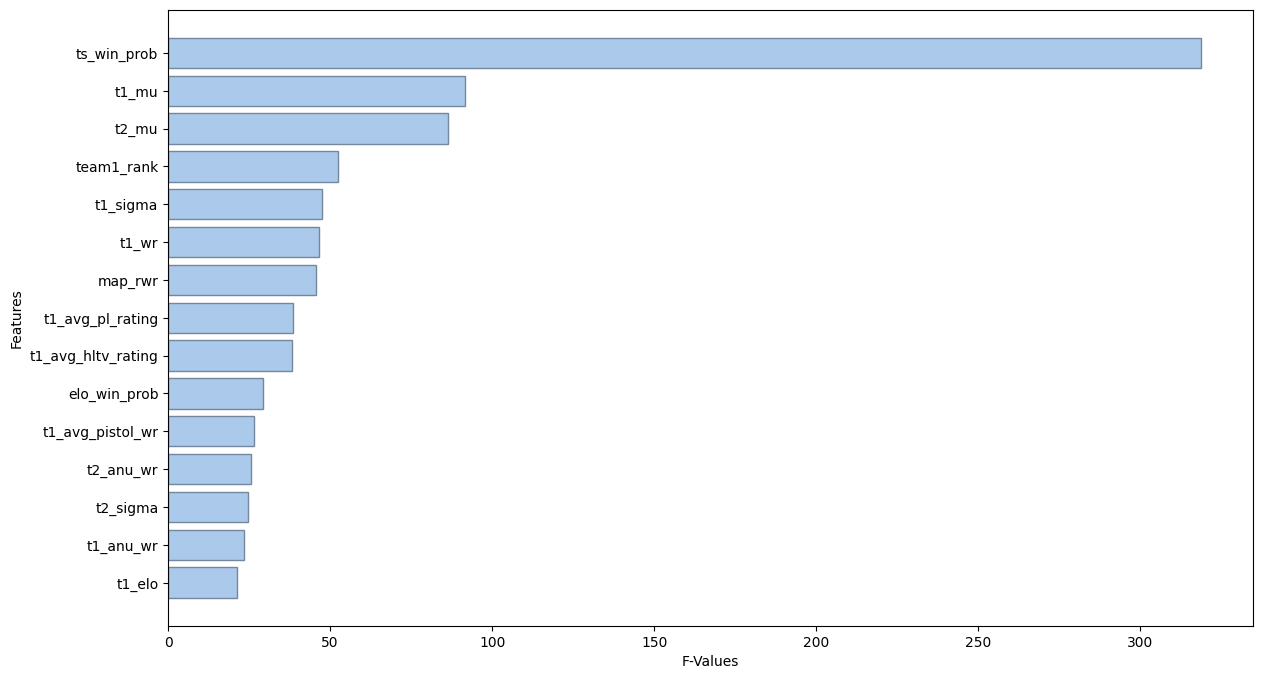 ts_win_prob
t1_mu
t2_mu
team1_rank
t1_sigma
t1_wr
map_rwr
t1_avg_pl_rating
t1_avg_hltv_rating
elo_win_prob
t1_avg_pistol_wr
t2_anu_wr
t2_sigma
t1_anu_wr
t1_elo
Features
0 50 100 150 200 250 300
F-Values